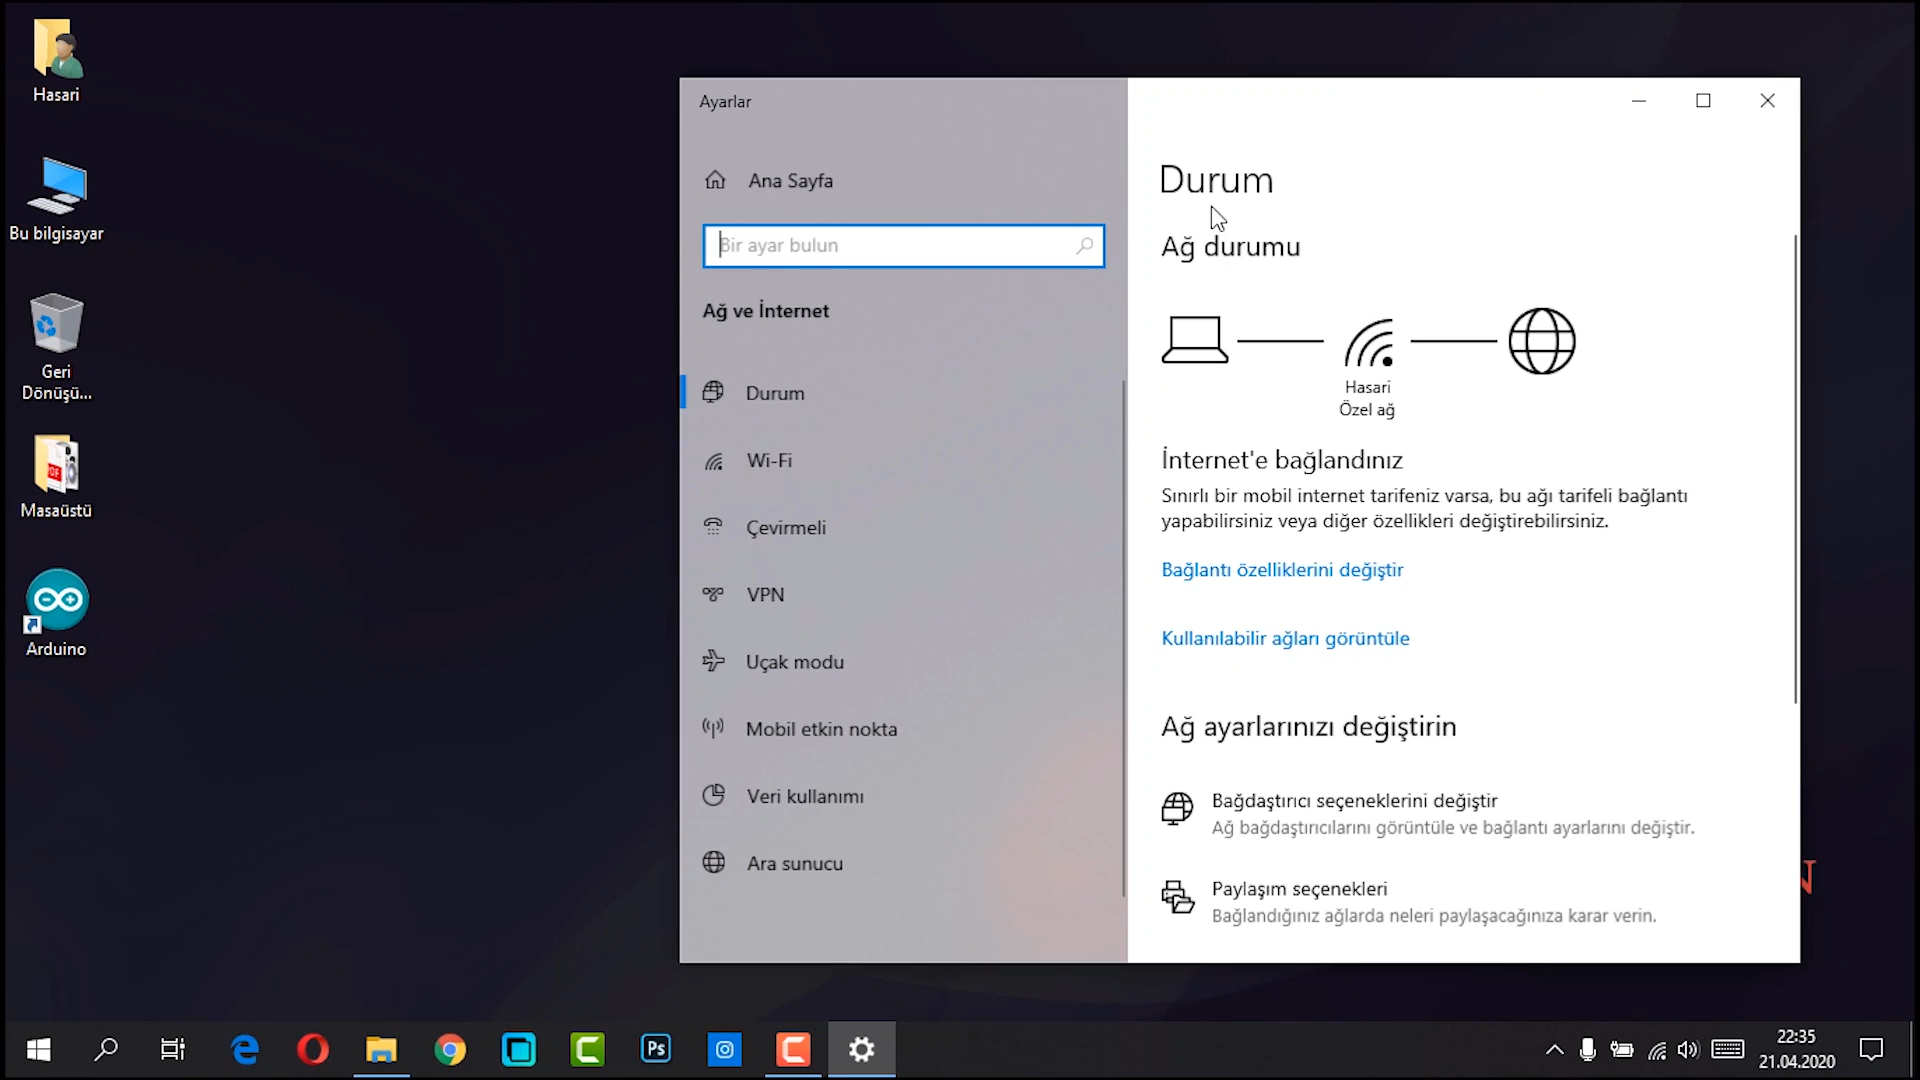 Hasari
Bu bilgisayar
Geri
Dönüşü...
Masaüstü
Arduino
Ayarlar
Ana Sayfa
Bir ayar bulun
Ağ ve İnternet
Durum
Wi-Fi
Çevirmeli
VPN
Uçak modu
Mobil etkin nokta
Veri kullanımı
Ara sunucu
Durum
Ağ durumu
Hasari
Özel ağ
İnternet'e bağlandınız
Sınırlı bir mobil internet tarifeniz varsa, bu ağı tarifeli bağlantı
yapabilirsiniz veya diğer özellikleri değiştirebilirsiniz.
Bağlantı özelliklerini değiştir
Kullanılabilir ağları görüntüle
Ağ ayarlarınızı değiştirin
Bağdaştırıcı seçeneklerini değiştir
Ağ bağdaştırıcılarını görüntüle ve bağlantı ayarlarını değiştir.
Paylaşım seçenekleri
Bağlandığınız ağlarda neleri paylaşacağınıza karar verin.
N
PDF
Ps
22:35
21.04.2020